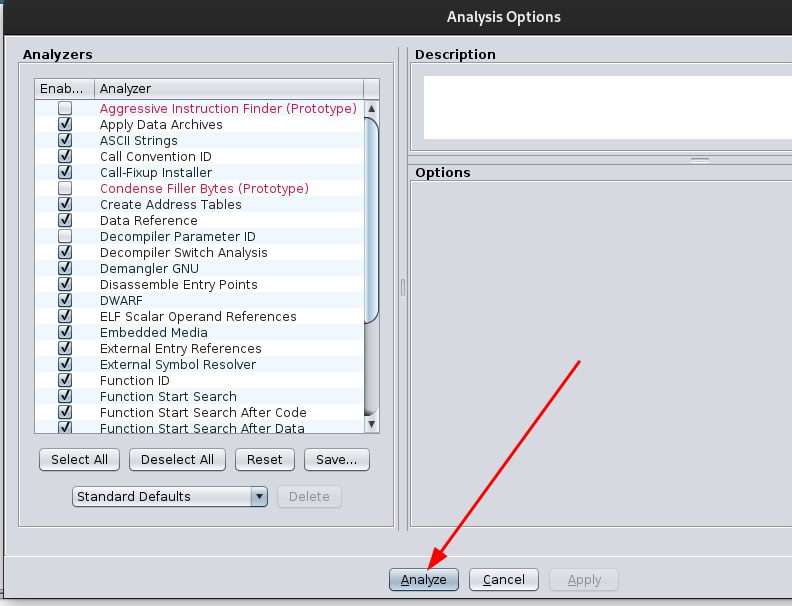 Analysis Options
Analyzers
Enab... Analyzer
Aggressive Instruction Finder (Prototype)
Apply Data Archives
ASCII Strings
Call Convention ID
Call-Fixup Installer
Condense Filler Bytes (Prototype)
Create Address Tables
Data Reference
Decompiler Parameter ID
Decompiler Switch Analysis
Demangler GNU
Disassemble Entry Points
DWARF
ELF Scalar Operand References
Embedded Media
External Entry References
External Symbol Resolver
Function ID
Function Start Search
Function Start Search After Code
Function Start Search After Data
Select All Deselect All Reset Save...
Standard Defaults Delete
Description
Options
Analyze Cancel Apply